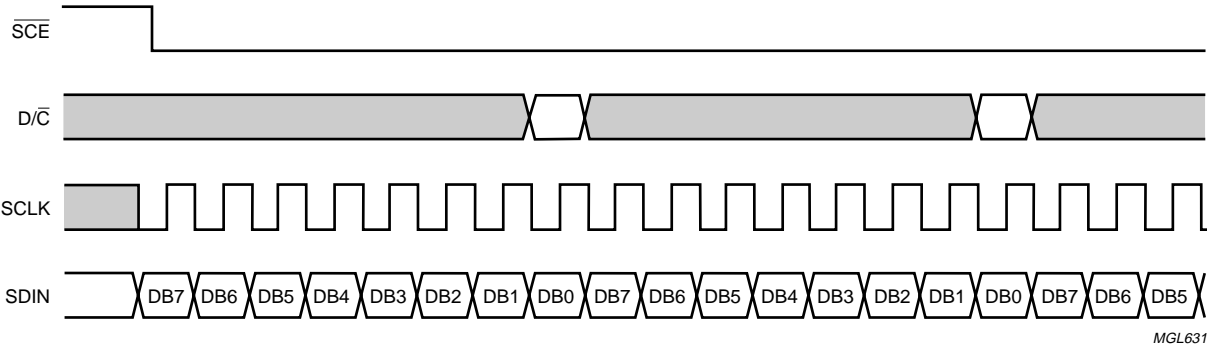 S̅C̅E̅
D/C̅
SCLK
SDIN DB7 DB6 DB5 DB4 DB3 DB2 DB1 DB0 DB7 DB6 DB5 DB4 DB3 DB2 DB1 DB0 DB7 DB6 DB5
MGL631